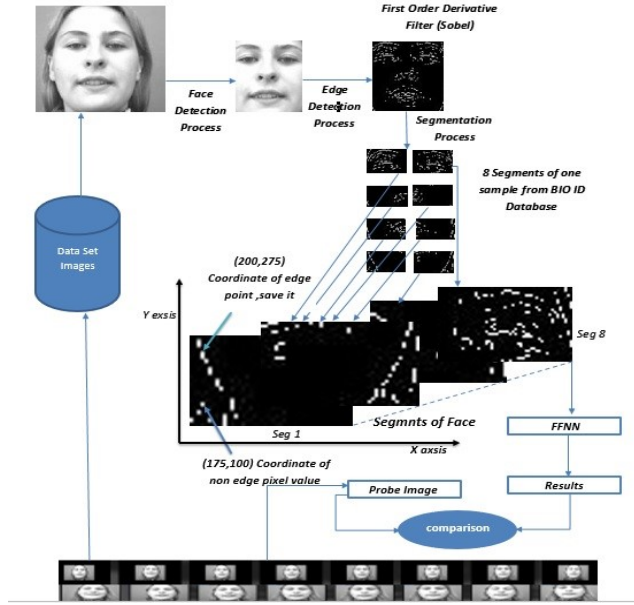 First Order Derivative
Filter (Sobel)
Face
Detection
Process
Edge
Detection
Process
Segmentation
Process
8 Segments of one
sample from BIO ID
Database
Data Set
Images
(200,275)
Coordinate of edge
point ,save it
Y exsis
Seg 8
Seg 1
Segmnts of Face
X axsis
(175,100) Coordinate of
non edge pixel value
FFNN
Probe Image
Results
comparison